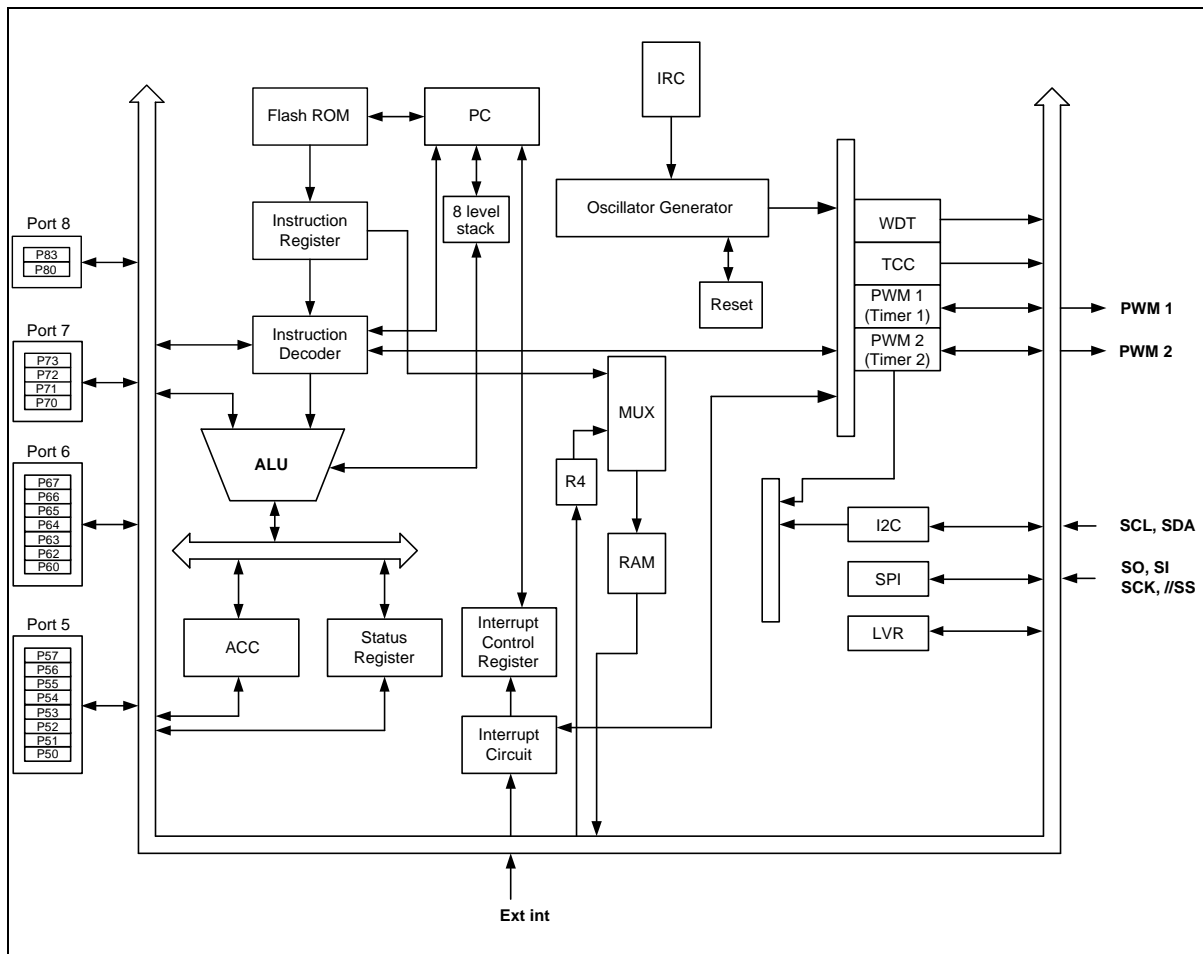 IRC
Flash ROM
PC
Oscillator Generator
8 level
stack
Instruction
Register
WDT
TCC
PWM 1
(Timer 1)
PWM 2
(Timer 2)
Reset
Instruction
Decoder
MUX
ALU
R4
RAM
I2C
SPI
LVR
ACC
Status
Register
Interrupt
Control
Register
Interrupt
Circuit
Port 8
P83
P80
Port 7
P73
P72
P71
P70
Port 6
P67
P66
P65
P64
P63
P62
P60
Port 5
P57
P56
P55
P54
P53
P52
P51
P50
PWM 1
PWM 2
SCL, SDA
SO, SI
SCK, //SS
Ext int